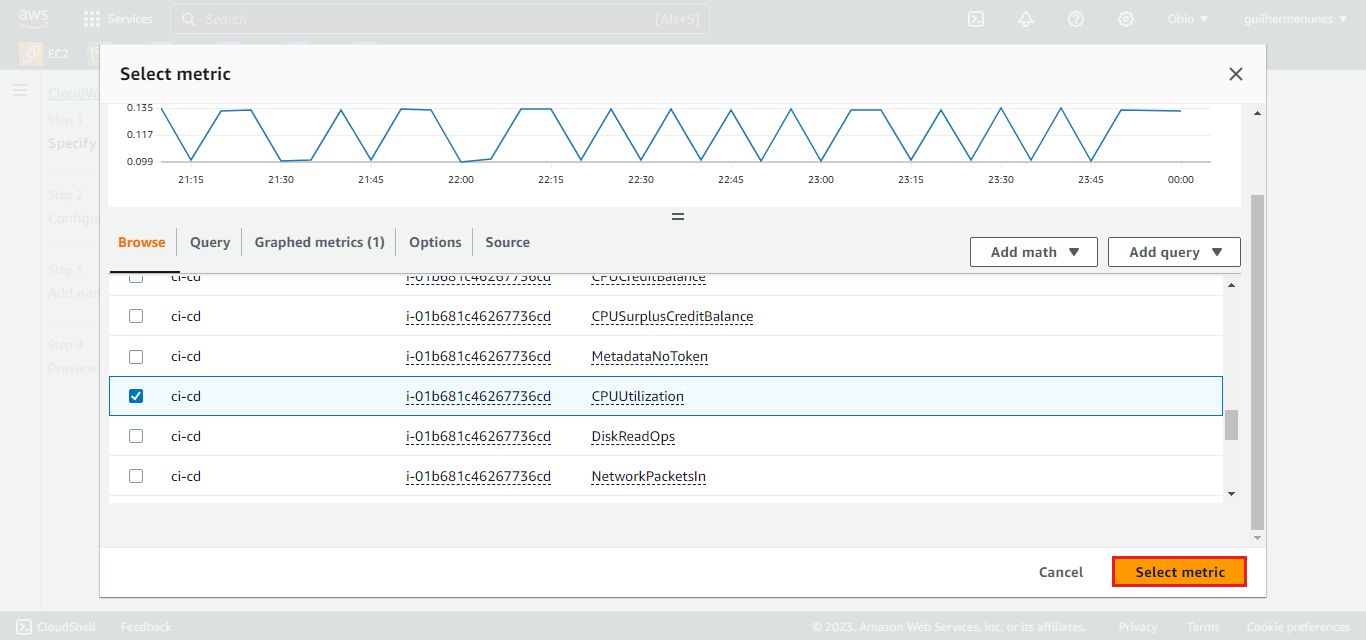 aws
Services
Search [Alt+S]
Ohio
guilhermenunes
EC2
Select metric
CloudW
Step 1
Specify
Step 2
Configu
Step 3
Add nam
Step 4
Preview
0.135
0.117
0.099
21:15 21:30 21:45 22:00 22:15 22:30 22:45 23:00 23:15 23:30 23:45 00:00
Browse Query Graphed metrics (1) Options Source
Add math Add query
ci-cd i-01b681c46267736cd CPUCreditBalance
ci-cd i-01b681c46267736cd CPUSurplusCreditBalance
ci-cd i-01b681c46267736cd MetadataNoToken
ci-cd i-01b681c46267736cd CPUUtilization
ci-cd i-01b681c46267736cd DiskReadOps
ci-cd i-01b681c46267736cd NetworkPacketsIn
Cancel Select metric
CloudShell Feedback © 2023, Amazon Web Services, Inc. or its affiliates. Privacy Terms Cookie preferences